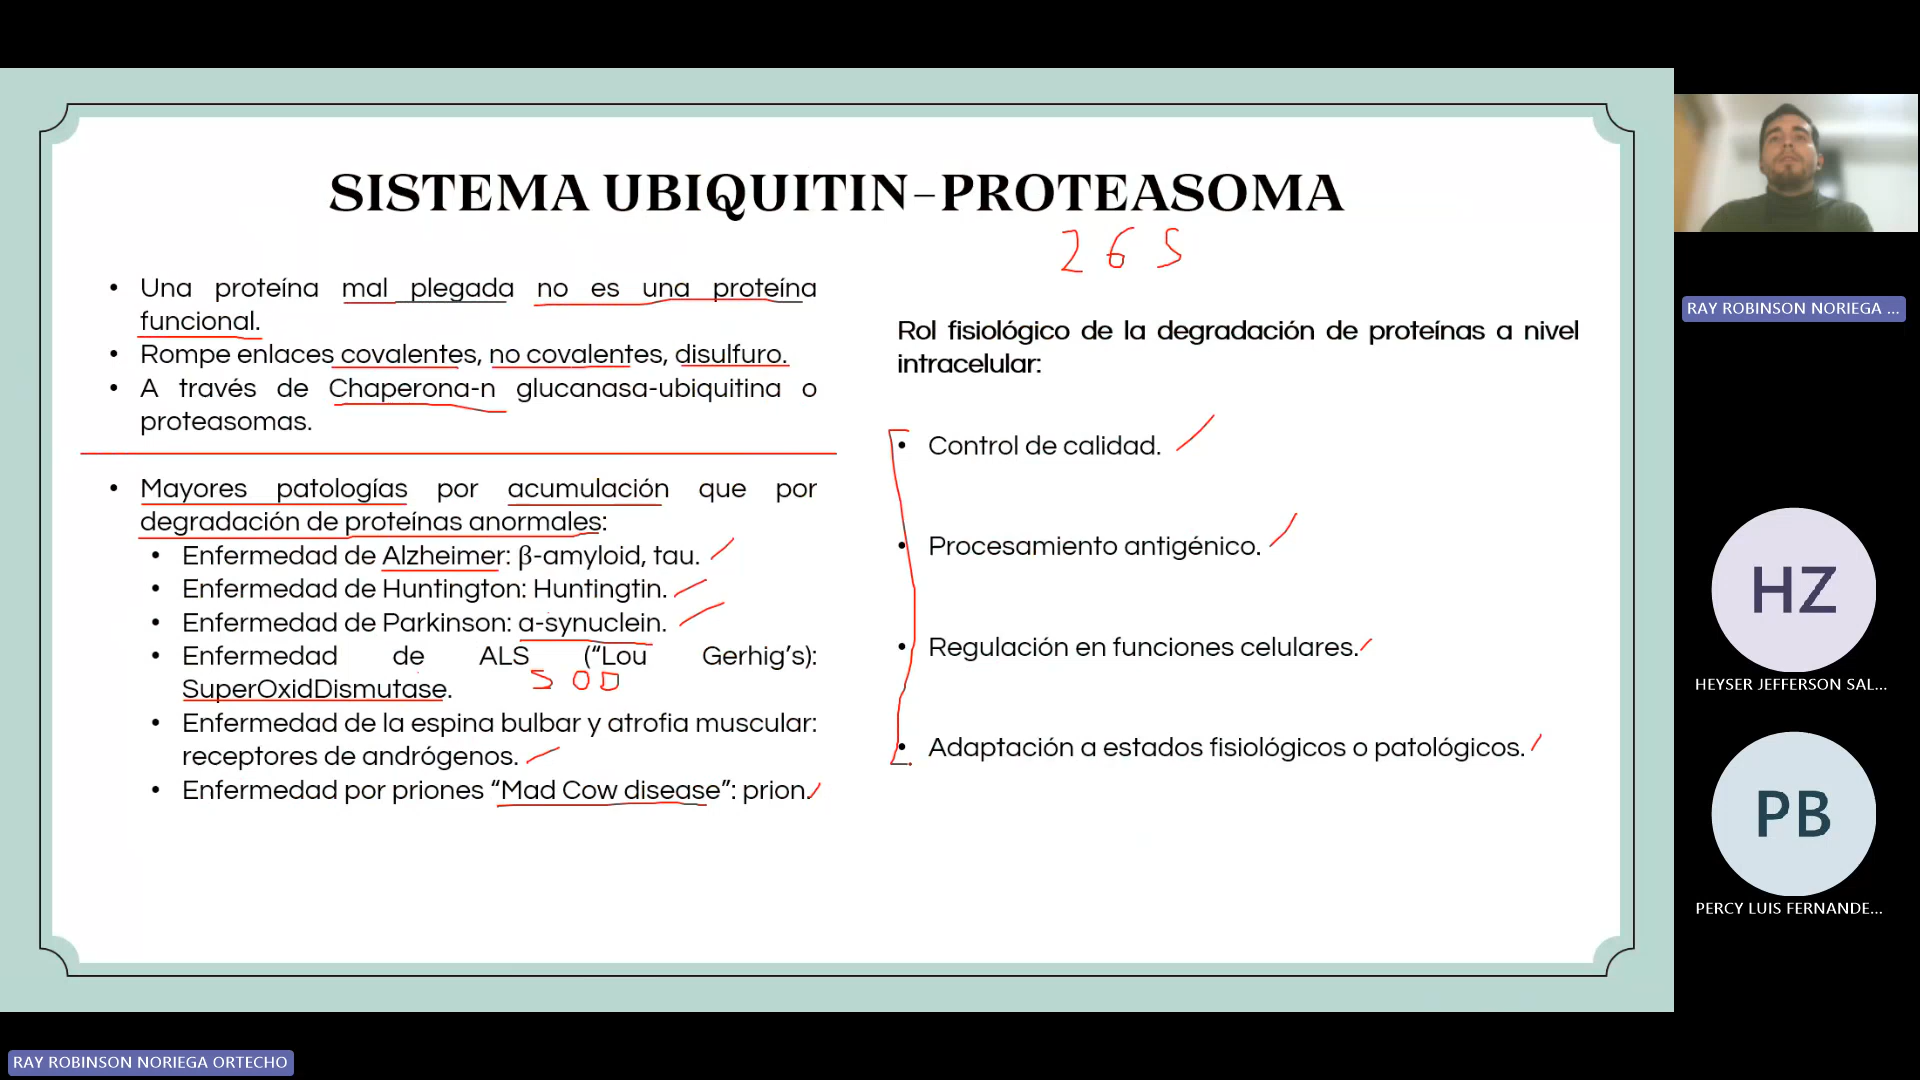 SISTEMA UBIQUITIN-PROTEASOMA
26S
• Una proteína mal plegada no es una proteína
funcional.
• Rompe enlaces covalentes, no covalentes, disulfuro.
• A través de Chaperona-n glucanasa-ubiquitina o
proteasomas.
• Mayores patologías por acumulación que por
degradación de proteínas anormales:
• Enfermedad de Alzheimer: β-amyloid, tau.
• Enfermedad de Huntington: Huntingtin.
• Enfermedad de Parkinson: a-synuclein.
• Enfermedad de ALS (“Lou Gerhig’s):
SuperOxidDismutase.
SOD
• Enfermedad de la espina bulbar y atrofia muscular:
receptores de andrógenos.
• Enfermedad por priones “Mad Cow disease”: prion.
Rol fisiológico de la degradación de proteínas a nivel
intracelular:
• Control de calidad.
• Procesamiento antigénico.
• Regulación en funciones celulares.
• Adaptación a estados fisiológicos o patológicos.
RAY ROBINSON NORIEGA ...
HZ
HEYSER JEFFERSON SAL...
PB
PERCY LUIS FERNANDE...
RAY ROBINSON NORIEGA ORTECHO